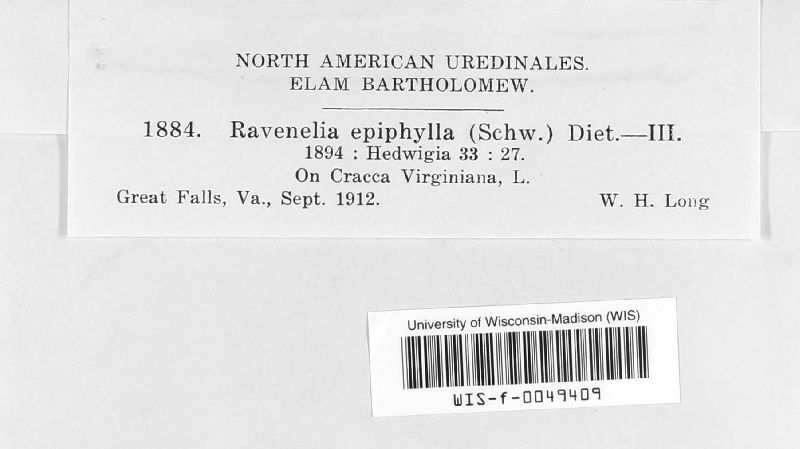 NORTH AMERICAN UREDINALES.
ELAM BARTHOLOMEW.
1884. Ravenelia epiphylla (Schw.) Diet.—III.
1894 : Hedwigia 33 : 27.
On Cracca Virginiana, L.
Great Falls, Va., Sept. 1912. W. H. Long
University of Wisconsin-Madison (WIS)
WIS-f-0049409